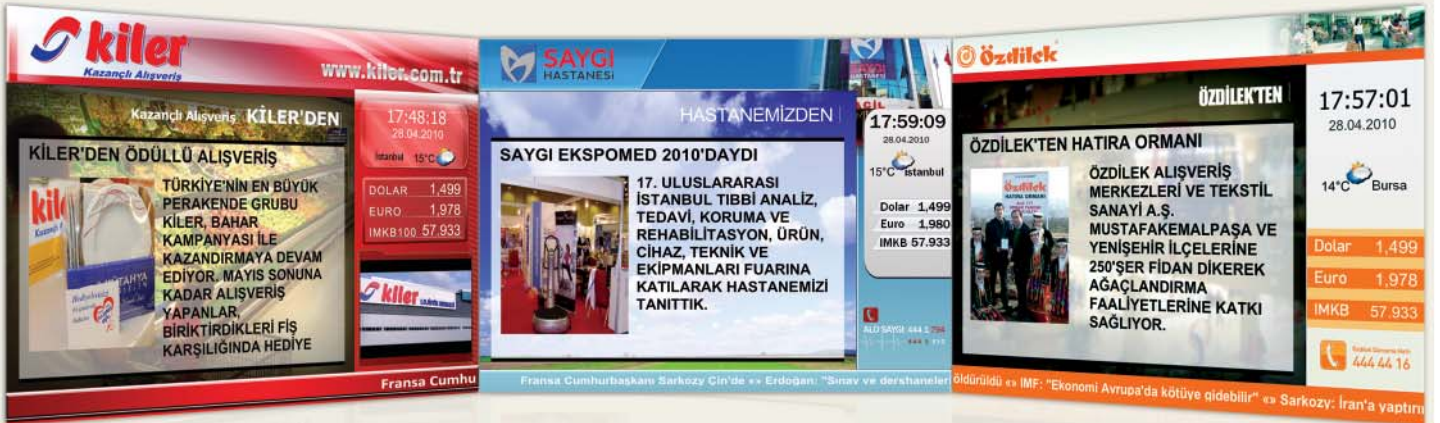 kiler
Kazançlı Alışveriş
www.kiler.com.tr
Kazançlı Alışveriş KİLER'DEN
17:48:18
28.04.2010
İstanbul 15°C
KİLER'DEN ÖDÜLLÜ ALIŞVERİŞ
TÜRKİYE'NİN EN BÜYÜK
PERAKENDE GRUBU
KİLER, BAHAR
KAMPANYASI İLE
KAZANDIRMAYA DEVAM
EDİYOR. MAYIS SONUNA
KADAR ALIŞVERİŞ
YAPANLAR,
BİRİKTİRDİKLERİ FİŞ
KARŞILIĞINDA HEDİYE
DOLAR 1,499
EURO 1,978
IMKB100 57.933
kiler
Fransa Cumhu
SAYGI
HASTANESİ
HASTANEMİZDEN
17:59:09
28.04.2010
15°C İstanbul
SAYGI EKSPOMED 2010'DAYDI
17. ULUSLARARASI
İSTANBUL TIBBİ ANALİZ,
TEDAVİ, KORUMA VE
REHABİLİTASYON, ÜRÜN,
CİHAZ, TEKNİK VE
EKİPMANLARI FUARINA
KATILARAK HASTANEMİZİ
TANITTIK.
Dolar 1,499
Euro 1,980
IMKB 57.933
ALO SAYGI: 444 1
Fransa Cumhurbaşkanı Sarkozy Çin'de «» Erdoğan: "Sınav ve dershaneler
Özdilek
ÖZDİLEK'TEN
17:57:01
28.04.2010
14°C Bursa
ÖZDİLEK'TEN HATIRA ORMANI
Özdilek
HATIRA ORMANI
ÖZDİLEK ALIŞVERİŞ
MERKEZLERİ VE TEKSTİL
SANAYİ A.Ş.
MUSTAFAKEMALPAŞA VE
YENİŞEHİR İLÇELERİNE
250'ŞER FİDAN DİKEREK
AĞAÇLANDIRMA
FAALİYETLERİNE KATKI
SAĞLIYOR.
Dolar 1,499
Euro 1,978
IMKB 57.933
444 44 16
öldürüldü «» IMF: "Ekonomi Avrupa'da kötüye gidebilir" «» Sarkozy: İran'a yaptırı